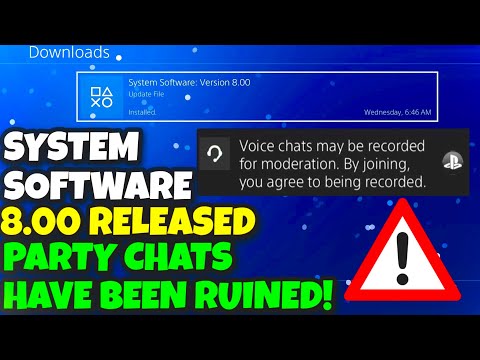 Downloads
System Software: Version 8.00
Update File
Installed.
Wednesday, 6:46 AM
Voice chats may be recorded
for moderation. By joining,
you agree to being recorded.
SYSTEM
SOFTWARE
8.00 RELEASED
PARTY CHATS
HAVE BEEN RUINED!